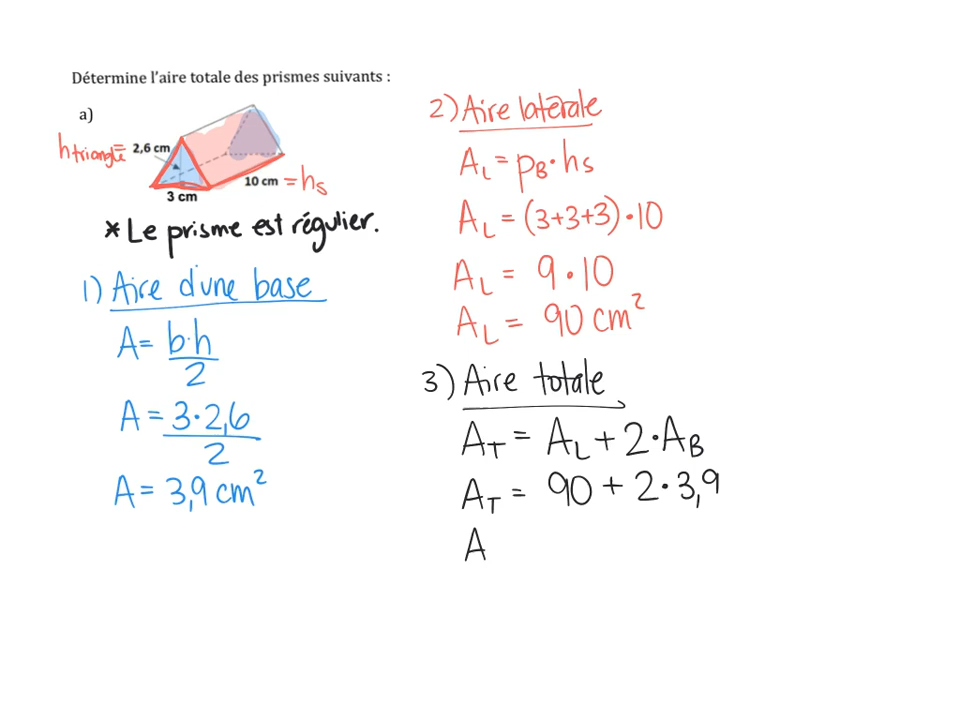 Détermine l'aire totale des prismes suivants :
a)
h triangle = 2,6 cm
10 cm = hs
3 cm
* Le prisme est régulier.
1) Aire d'une base
A = b·h
2
A = 3·2,6
2
A = 3,9 cm²
2) Aire latérale
AL = PB·hs
AL = (3+3+3)·10
AL = 9·10
AL = 90 cm²
3) Aire totale
AT = AL + 2·AB
AT = 90 + 2·3,9
A